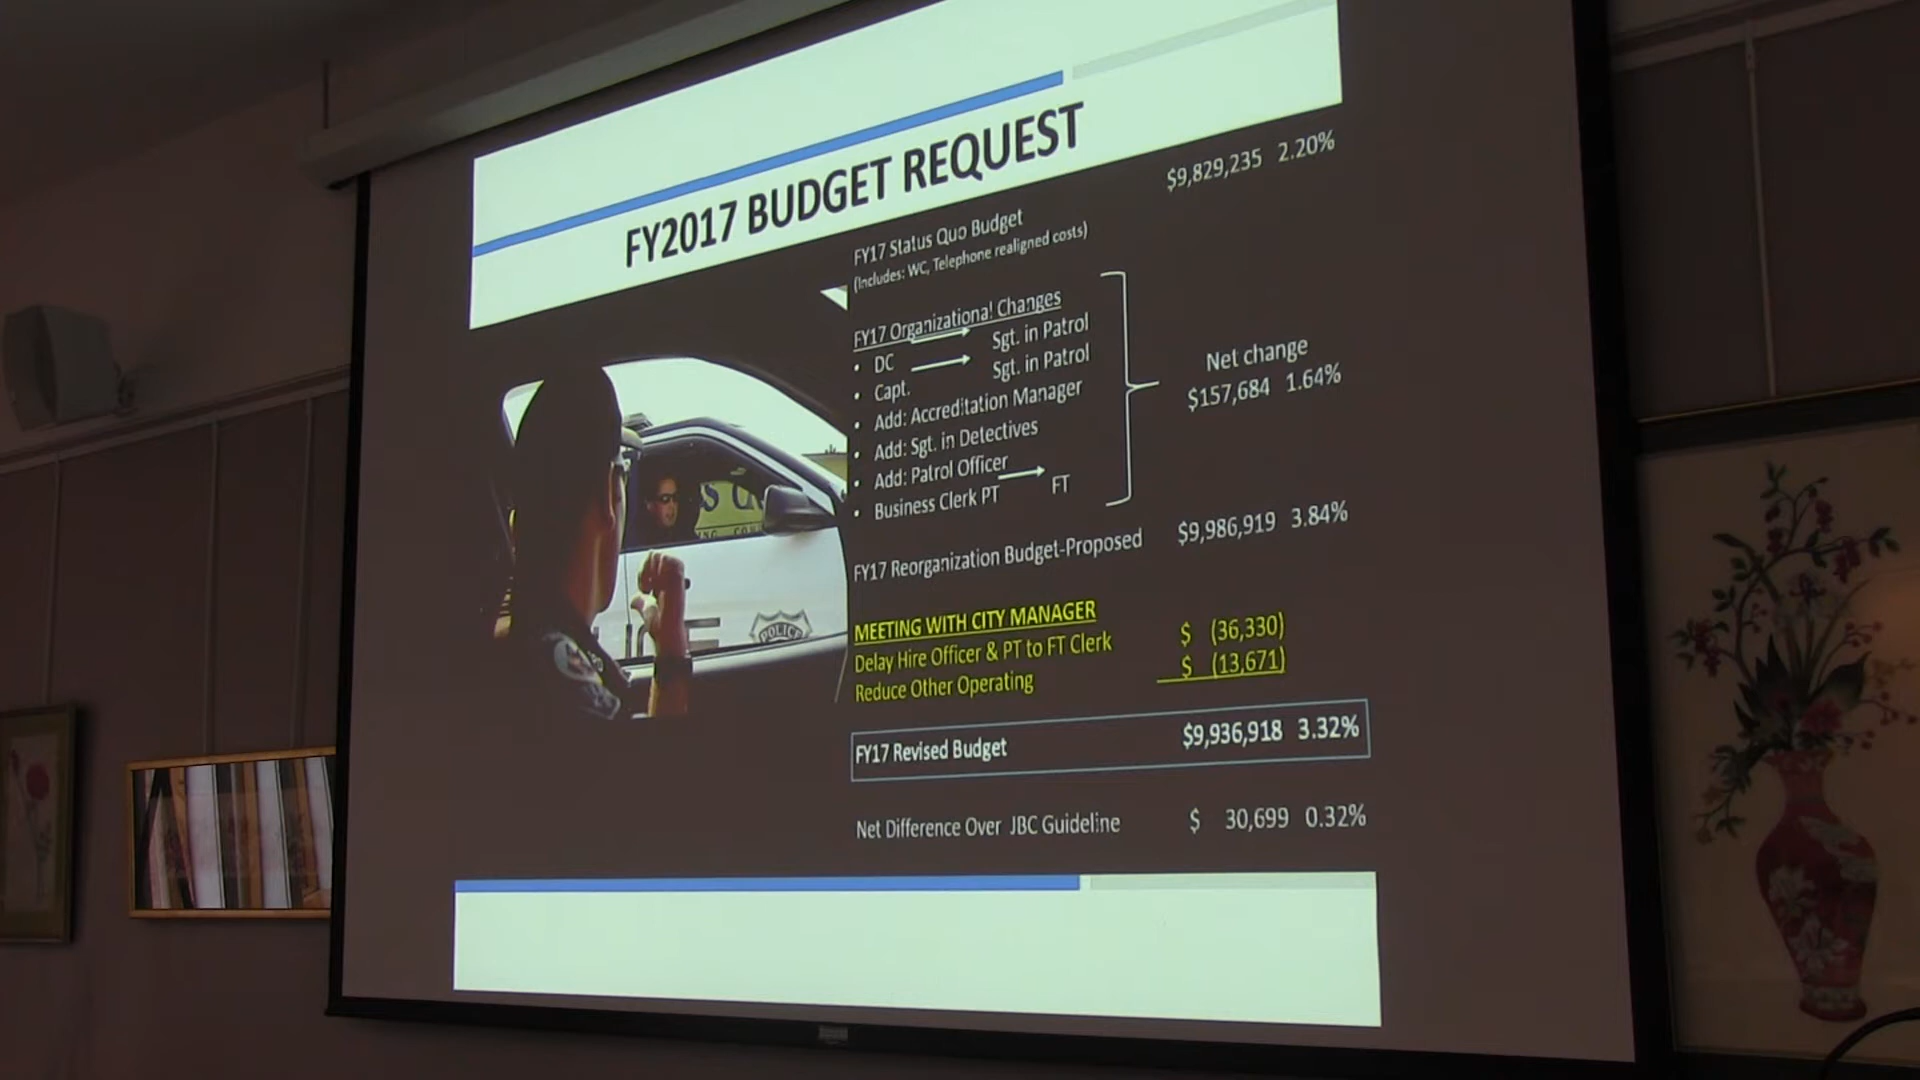 FY2017 BUDGET REQUEST
FY17 Status Quo Budget $9,829,235 2.20%
(Includes: WC, Telephone realigned costs)
FY17 Organizational Changes
• DC → Sgt. in Patrol
• Capt. → Sgt. in Patrol
• Add: Accreditation Manager
• Add: Sgt. in Detectives
• Add: Patrol Officer
• Business Clerk PT → FT
Net change
$157,684 1.64%
FY17 Reorganization Budget-Proposed $9,986,919 3.84%
MEETING WITH CITY MANAGER
Delay Hire Officer & PT to FT Clerk $ (36,330)
Reduce Other Operating $ (13,671)
FY17 Revised Budget $9,936,918 3.32%
Net Difference Over JBC Guideline $ 30,699 0.32%
POLICE